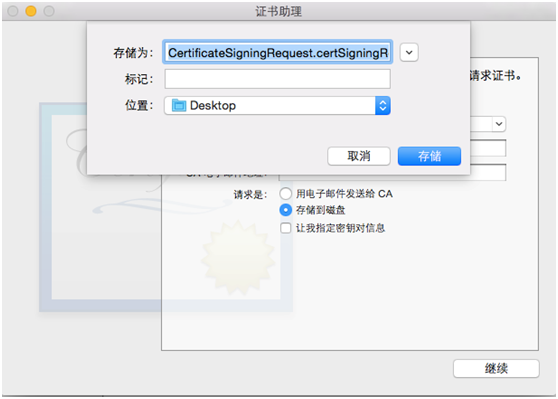 证书助理
存储为： CertificateSigningRequest.certSigningR
标记：
位置： Desktop
请求证书。
取消 存储
请求是： 用电子邮件发送给 CA
存储到磁盘
让我指定密钥对信息
继续